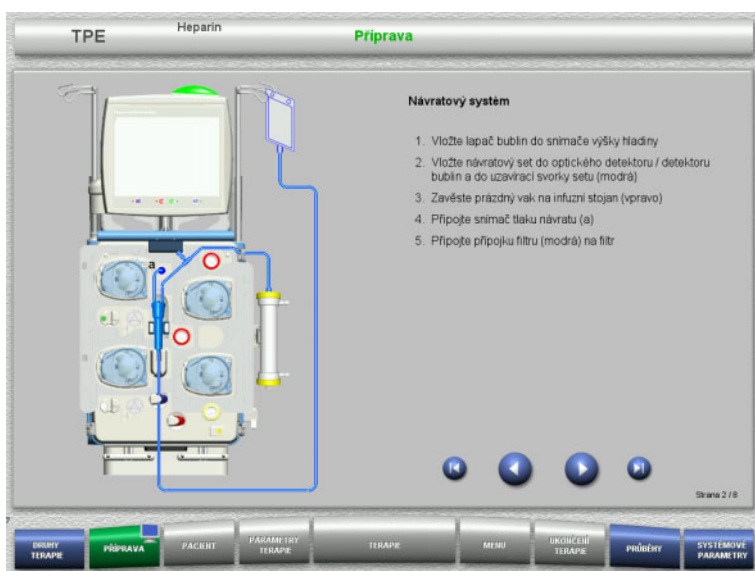 TPE
Heparin
Příprava
Návratový systém
1. Vložte lapač bublin do snímače výšky hladiny
2. Vložte návratový set do optického detektoru / detektoru
bublin a do uzavírací svorky setu (modrá)
3. Zavěste prázdný vak na infuzní stojan (vpravo)
4. Připojte snímač tlaku návratu (a)
5. Připojte přípojku filtru (modrá) na filtr
a
Strana 2 / 8
DRUHY
TERAPIE
PŘÍPRAVA
PACIENT
PARAMETRY
TERAPIE
TERAPIE
MENU
UKONČENÍ
TERAPIE
PRŮBĚHY
SYSTÉMOVÉ
PARAMETRY